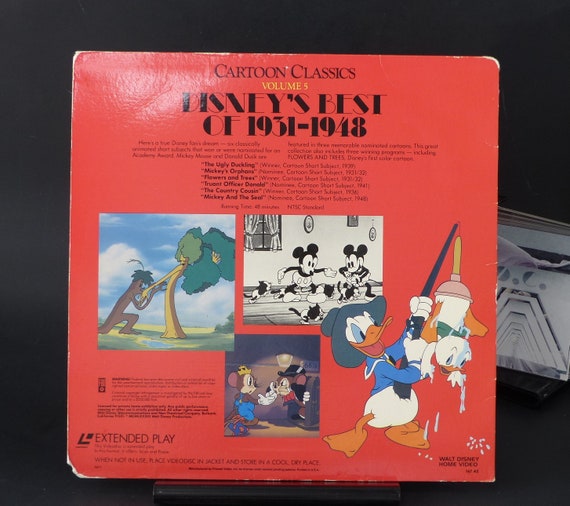 CARTOON CLASSICS
VOLUME 5
DISNEY'S BEST
OF 1931-1948
Here's a true Disney fan's dream — six classically
animated short subjects that won or were nominated for an
Academy Award. Mickey Mouse and Donald Duck are
featured in three memorable nominated cartoons. This great
collection also includes three winning programs — including
FLOWERS AND TREES, Disney's first color cartoon.
"The Ugly Duckling" (Winner, Cartoon Short Subject, 1939)
"Mickey's Orphans" (Nominee, Cartoon Short Subject, 1931-32)
"Flowers and Trees" (Winner, Cartoon Short Subject, 1931-32)
"Truant Officer Donald" (Nominee, Cartoon Short Subject, 1941)
"The Country Cousin" (Winner, Cartoon Short Subject, 1936)
"Mickey And The Seal" (Nominee, Cartoon Short Subject, 1948)
Running Time: 48 minutes NTSC Standard
WARNING:
EXTENDED PLAY
WHEN NOT IN USE, PLACE VIDEODISC IN JACKET AND STORE IN A COOL, DRY PLACE.
WALT DISNEY
HOME VIDEO